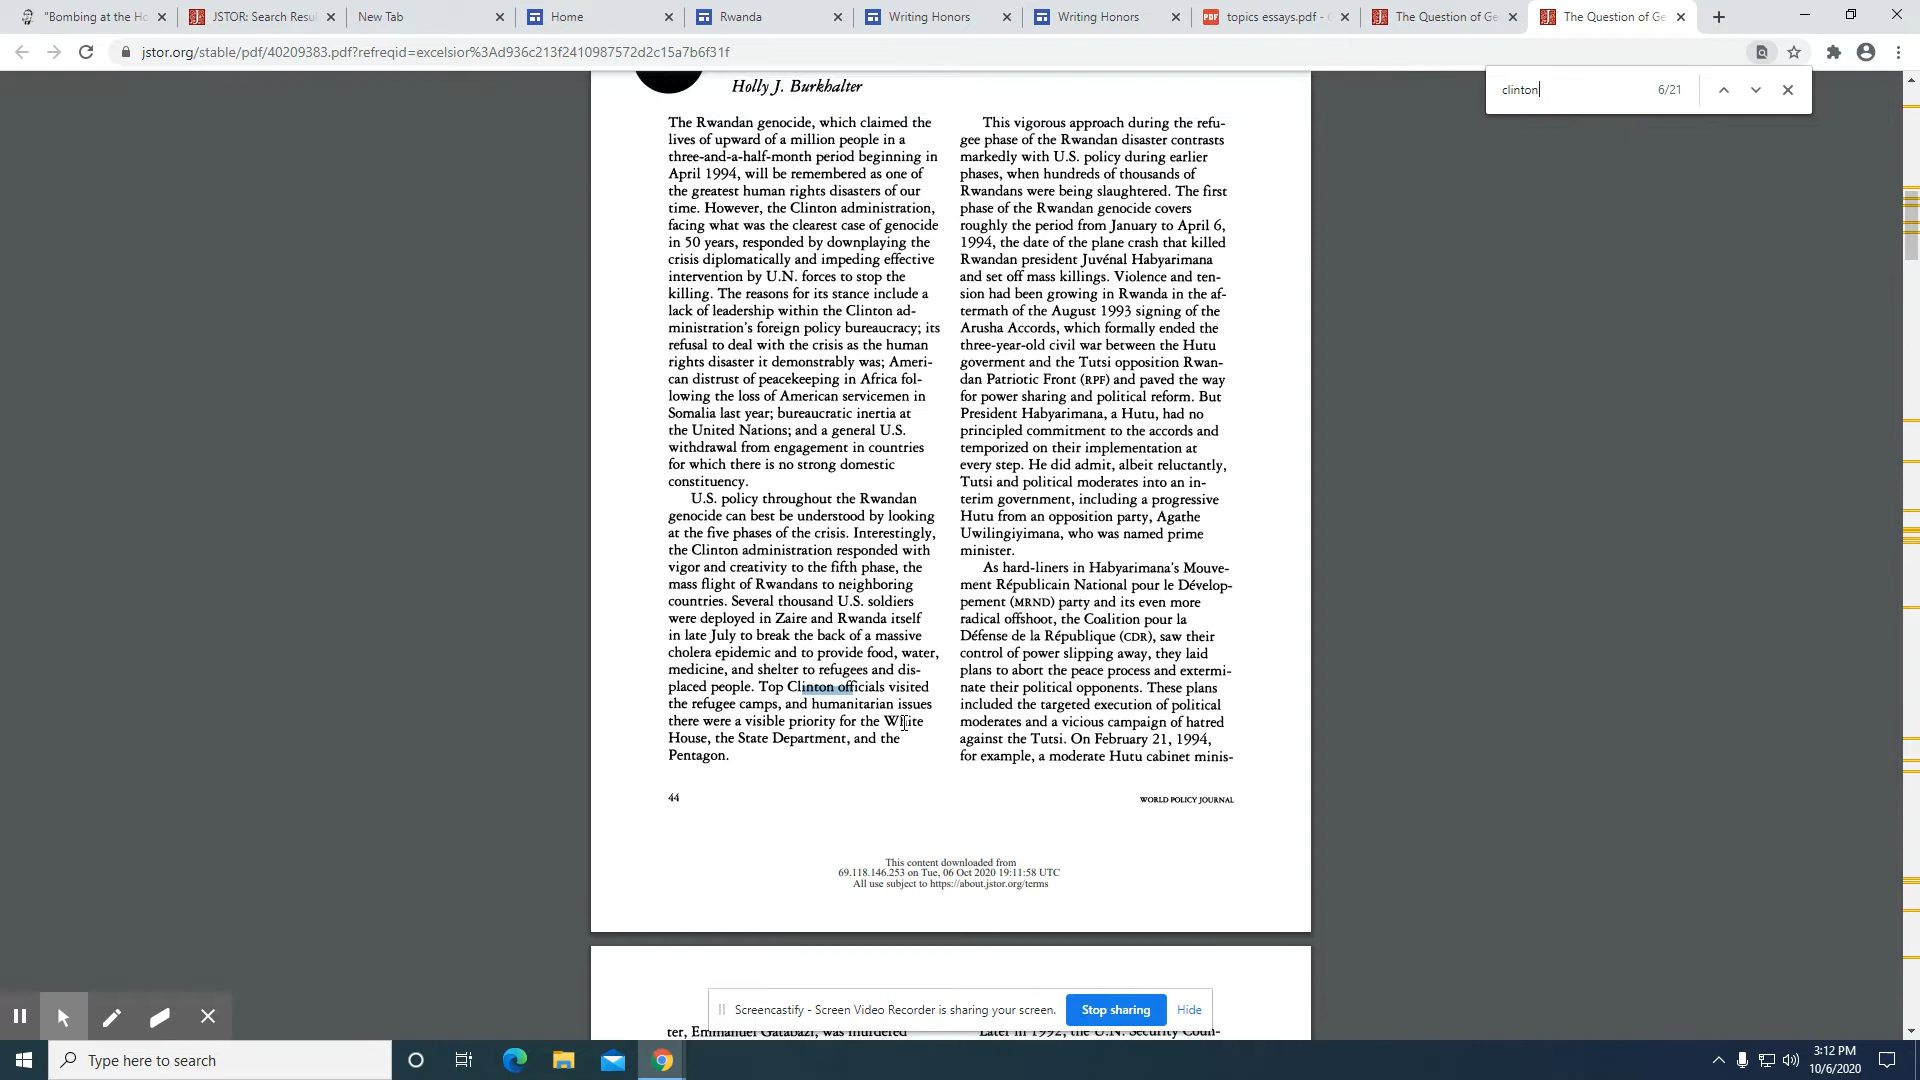 "Bombing at the Ho
JSTOR: Search Resul
New Tab
Home
Rwanda
Writing Honors
Writing Honors
topics essays.pdf -
The Question of Ge
The Question of Ge
jstor.org/stable/pdf/40209383.pdf?refreqid=excelsior%3Ad936c213f2410987572d2c15a7b6f31f
clinton
6/21
Holly J. Burkhalter
The Rwandan genocide, which claimed the
lives of upward of a million people in a
three-and-a-half-month period beginning in
April 1994, will be remembered as one of
the greatest human rights disasters of our
time. However, the Clinton administration,
facing what was the clearest case of genocide
in 50 years, responded by downplaying the
crisis diplomatically and impeding effective
intervention by U.N. forces to stop the
killing. The reasons for its stance include a
lack of leadership within the Clinton ad-
ministration's foreign policy bureaucracy; its
refusal to deal with the crisis as the human
rights disaster it demonstrably was; Ameri-
can distrust of peacekeeping in Africa fol-
lowing the loss of American servicemen in
Somalia last year; bureaucratic inertia at
the United Nations; and a general U.S.
withdrawal from engagement in countries
for which there is no strong domestic
constituency.
U.S. policy throughout the Rwandan
genocide can best be understood by looking
at the five phases of the crisis. Interestingly,
the Clinton administration responded with
vigor and creativity to the fifth phase, the
mass flight of Rwandans to neighboring
countries. Several thousand U.S. soldiers
were deployed in Zaire and Rwanda itself
in late July to break the back of a massive
cholera epidemic and to provide food, water,
medicine, and shelter to refugees and dis-
placed people. Top Clinton officials visited
the refugee camps, and humanitarian issues
there were a visible priority for the White
House, the State Department, and the
Pentagon.
This vigorous approach during the refu-
gee phase of the Rwandan disaster contrasts
markedly with U.S. policy during earlier
phases, when hundreds of thousands of
Rwandans were being slaughtered. The first
phase of the Rwandan genocide covers
roughly the period from January to April 6,
1994, the date of the plane crash that killed
Rwandan president Juvénal Habyarimana
and set off mass killings. Violence and ten-
sion had been growing in Rwanda in the af-
termath of the August 1993 signing of the
Arusha Accords, which formally ended the
three-year-old civil war between the Hutu
goverment and the Tutsi opposition Rwan-
dan Patriotic Front (RPF) and paved the way
for power sharing and political reform. But
President Habyarimana, a Hutu, had no
principled commitment to the accords and
temporized on their implementation at
every step. He did admit, albeit reluctantly,
Tutsi and political moderates into an in-
terim government, including a progressive
Hutu from an opposition party, Agathe
Uwilingiyimana, who was named prime
minister.
As hard-liners in Habyarimana's Mouve-
ment Républicain National pour le Dévelop-
pement (MRND) party and its even more
radical offshoot, the Coalition pour la
Défense de la République (CDR), saw their
control of power slipping away, they laid
plans to abort the peace process and extermi-
nate their political opponents. These plans
included the targeted execution of political
moderates and a vicious campaign of hatred
against the Tutsi. On February 21, 1994,
for example, a moderate Hutu cabinet minis-
44
WORLD POLICY JOURNAL
This content downloaded from
69.118.146.253 on Tue, 06 Oct 2020 19:11:58 UTC
All use subject to https://about.jstor.org/terms
Screencastify - Screen Video Recorder is sharing your screen.
Stop sharing
Hide
ter, Emmanuel Gatabazi, was murdered
Later in 1992, the U.N. Security Coun-
Type here to search
3:12 PM
10/6/2020